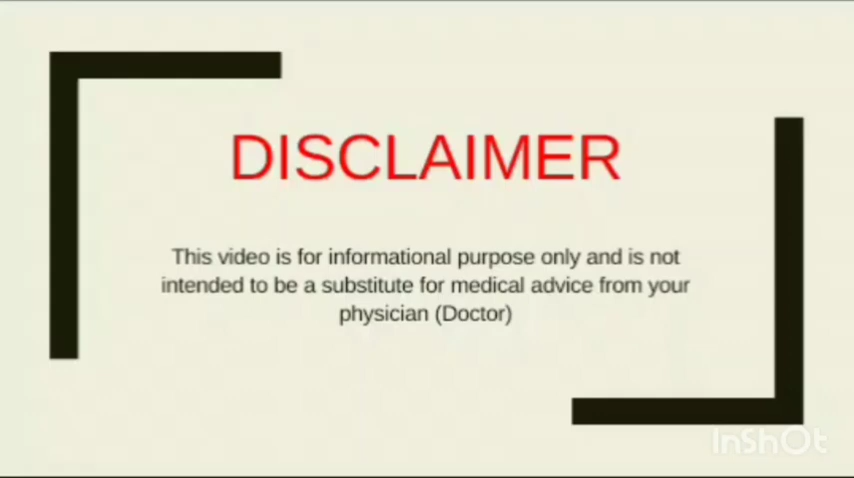 DISCLAIMER
This video is for informational purpose only and is not
intended to be a substitute for medical advice from your
physician (Doctor)
InShOt